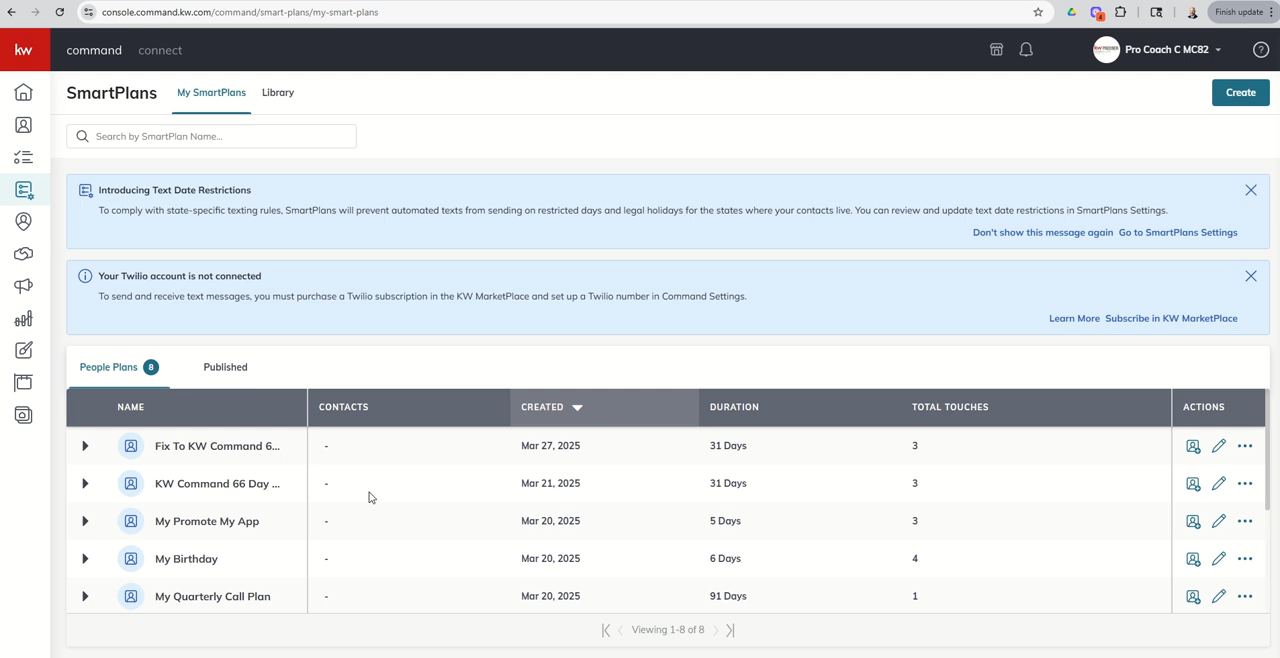 console.command.kw.com/command/smart-plans/my-smart-plans
4
Finish update
kw
command connect
Pro Coach C MC82
SmartPlans My SmartPlans Library
Create
Search by SmartPlan Name...
Introducing Text Date Restrictions
To comply with state-specific texting rules, SmartPlans will prevent automated texts from sending on restricted days and legal holidays for the states where your contacts live. You can review and update text date restrictions in SmartPlans Settings.
Don't show this message again Go to SmartPlans Settings
Your Twilio account is not connected
To send and receive text messages, you must purchase a Twilio subscription in the KW MarketPlace and set up a Twilio number in Command Settings.
Learn More Subscribe in KW MarketPlace
People Plans 8 Published
NAME CONTACTS CREATED DURATION TOTAL TOUCHES ACTIONS
Fix To KW Command 6... - Mar 27, 2025 31 Days 3
KW Command 66 Day ... - Mar 21, 2025 31 Days 3
My Promote My App - Mar 20, 2025 5 Days 3
My Birthday - Mar 20, 2025 6 Days 4
My Quarterly Call Plan - Mar 20, 2025 91 Days 1
Viewing 1-8 of 8